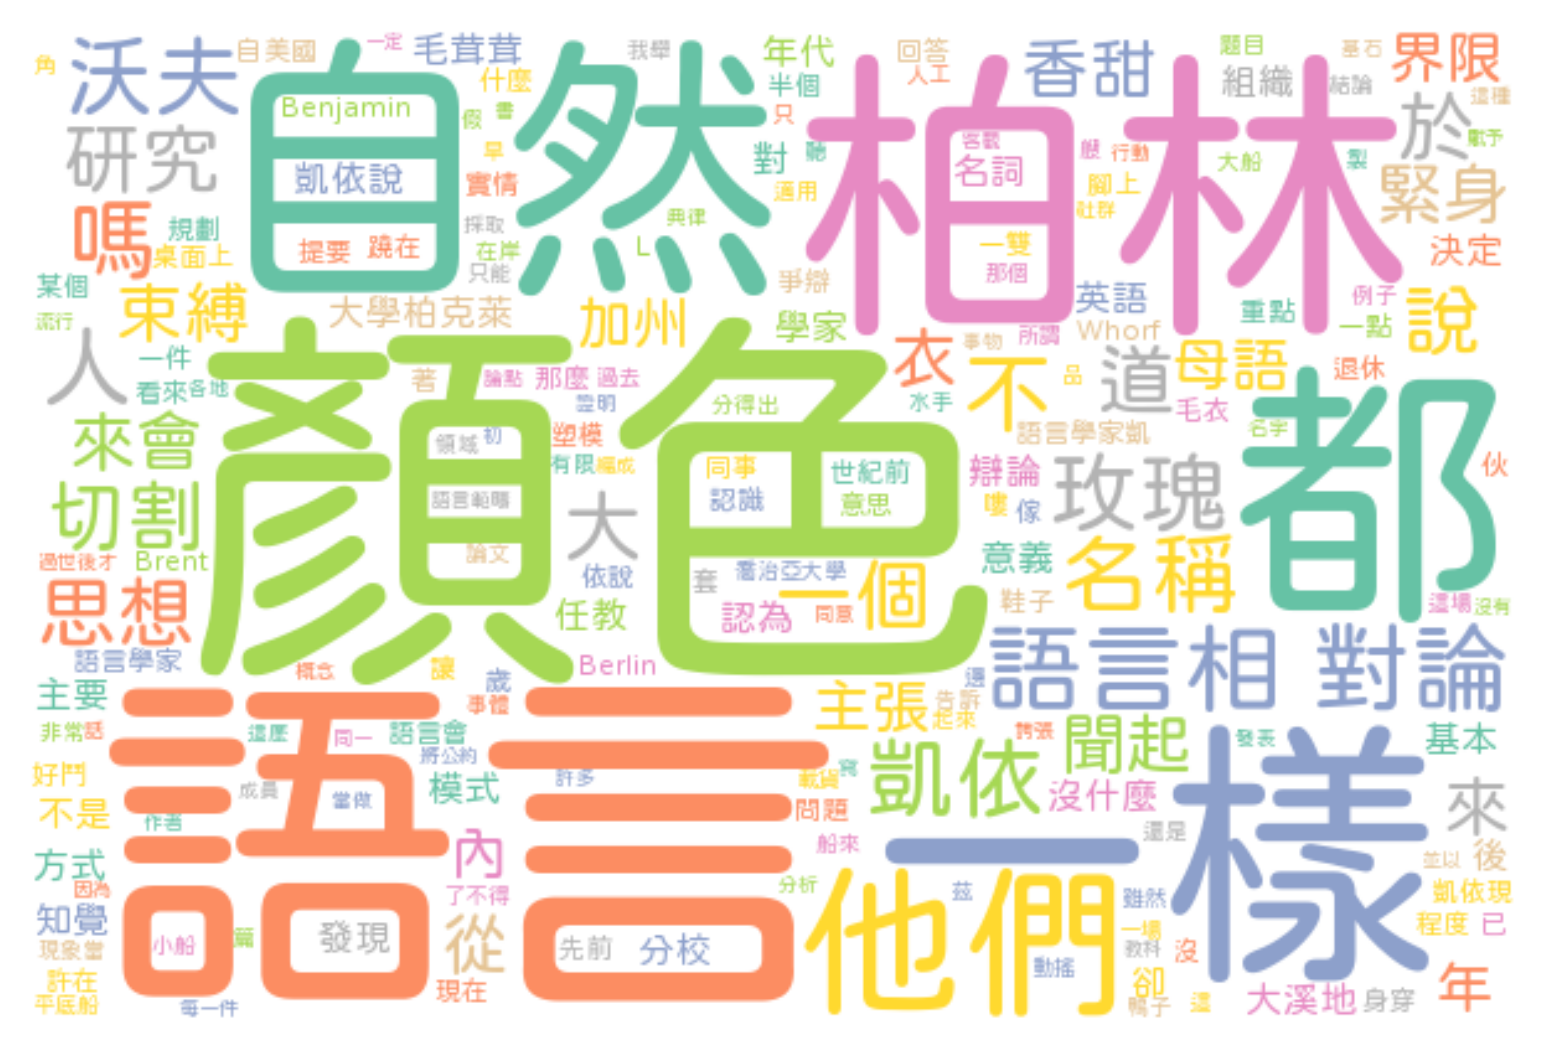 角 沃夫 自美國 一定 毛茸茸 我舉 年代 回答 香甜 題目 基石 界限
什麼 半個 人工 組織 結論 這種
研究 Benjamin 假 書 自然 只 柏林 於 賦予
早 對 聽 客觀 艘 行動 大船 製
凱依說 實情 適用 名詞 腳上 緊身
嗎 規劃 採取 典律 社群
桌面上 提要 蹺在 在岸 L 一雙 決定
某個 只能 爭辯 那個 例子
流行 束縛 大學柏克萊 加州 學家 英語 重點 說
人 一件 所謂 Whorf 一點
看來 各地 著 論點 那麼 過去 衣 事物 不 品 道 母語 退休
證明 分得出 水手 毛衣 都
來會 顏色 領域 初 塑模 語言學家凱 名字
有限 編成 同事 世紀前 辯論 玫瑰 伙
切割 語言範疇 大 認識 意思 嘍 傢
過世後才 Brent 論文 依說 套 喬治亞大學 意義 名稱
思想 任教 認為 同意 一個 鞋子 這場 沒有
語言學家 概念 讓 歲 Berlin 還 語言相 對論
主要 事體 主張 告訴 起來
非常 話 這麼 同一 語言會 誇張 聞起 發表 基本
好鬥 將公約 許多 載貨 寫 凱依
不是 成員 當做 模式 問題 沒什麼 樣 來
作者 語言 船來 一 還是
方式 內 並以 後
因為 了不得 分析 他們 茲 雖然 凱依現
知覺 小船 篇 發現 從 先前 分校 一場 程度 已
現象當 教科 沒
許在 現在 動搖 卻 年
平底船 每一件 鴨子 這 大溪地 身穿